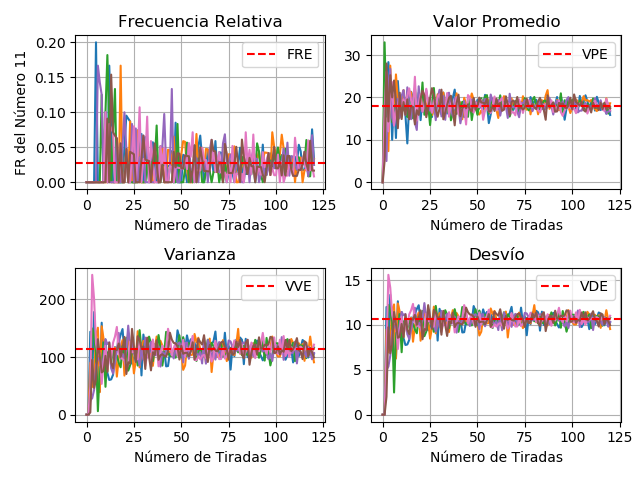 Frecuencia Relativa
FR del Número 11
0.20
0.15
0.10
0.05
0.00
FRE
0 25 50 75 100 125
Número de Tiradas
Valor Promedio
30
20
10
0
VPE
0 25 50 75 100 125
Número de Tiradas
Varianza
200
100
0
VVE
0 25 50 75 100 125
Número de Tiradas
Desvío
15
10
5
0
VDE
0 25 50 75 100 125
Número de Tiradas